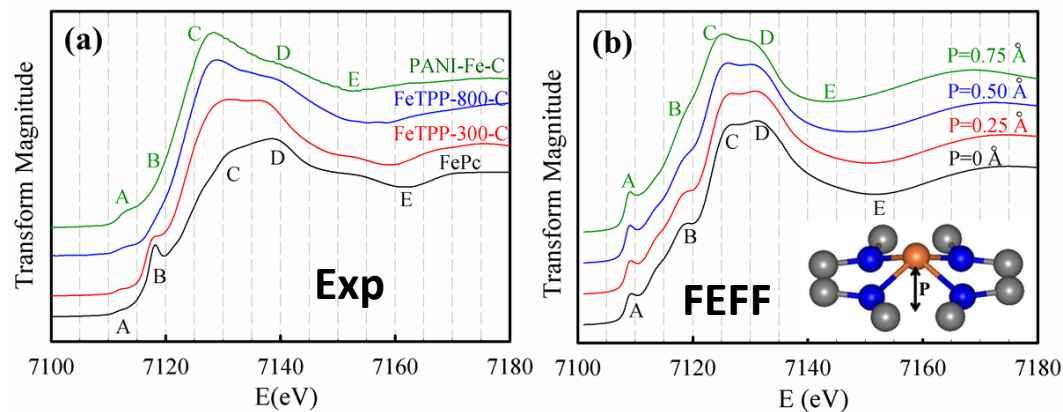 (a)
C
D
E
PANI-Fe-C
FeTPP-800-C
FeTPP-300-C
FePc
B
A
C
D
E
B
A
Exp
Transform Magnitude
7100 7120 7140 7160 7180
E(eV)
(b)
C
D
E
P=0.75 Å
P=0.50 Å
P=0.25 Å
P=0 Å
B
A
C
D
E
B
A
P
FEFF
Transform Magnitude
7100 7120 7140 7160 7180
E (eV)